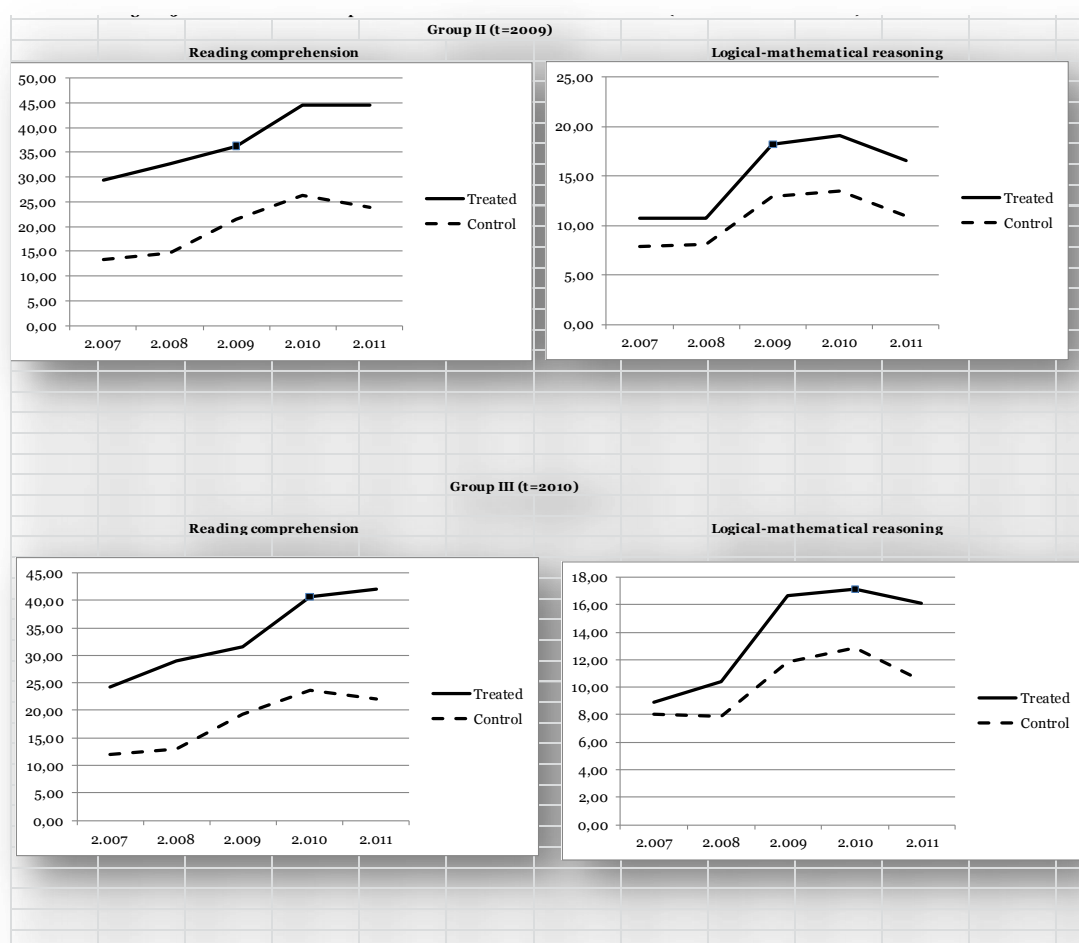 Group II (t=2009)
Reading comprehension
Logical-mathematical reasoning
50,00
45,00
40,00
35,00
30,00
25,00
20,00
15,00
10,00
5,00
0,00
2.007 2.008 2.009 2.010 2.011
Treated
Control
25,00
20,00
15,00
10,00
5,00
0,00
2.007 2.008 2.009 2.010 2.011
Treated
Control
Group III (t=2010)
Reading comprehension
Logical-mathematical reasoning
45,00
40,00
35,00
30,00
25,00
20,00
15,00
10,00
5,00
0,00
2.007 2.008 2.009 2.010 2.011
Treated
Control
18,00
16,00
14,00
12,00
10,00
8,00
6,00
4,00
2,00
0,00
2.007 2.008 2.009 2.010 2.011
Treated
Control